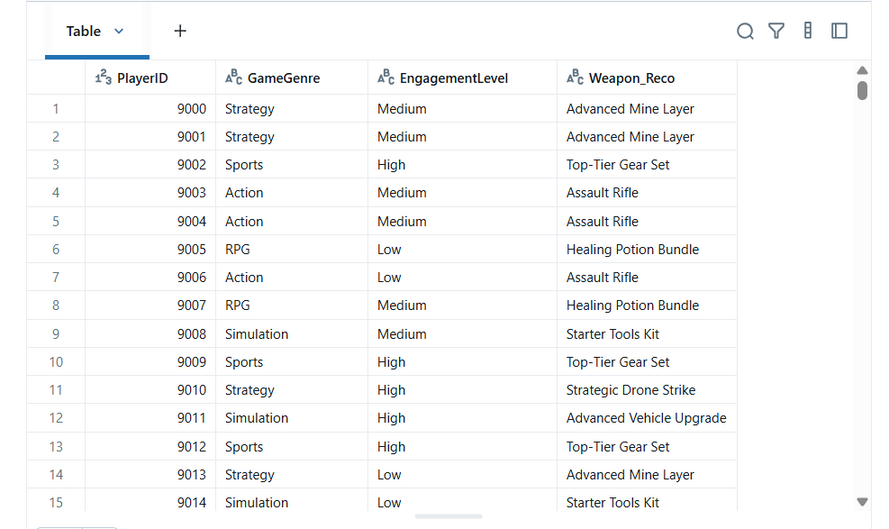 Table +
123 PlayerID ABC GameGenre ABC EngagementLevel ABC Weapon_Reco
1 9000 Strategy Medium Advanced Mine Layer
2 9001 Strategy Medium Advanced Mine Layer
3 9002 Sports High Top-Tier Gear Set
4 9003 Action Medium Assault Rifle
5 9004 Action Medium Assault Rifle
6 9005 RPG Low Healing Potion Bundle
7 9006 Action Low Assault Rifle
8 9007 RPG Medium Healing Potion Bundle
9 9008 Simulation Medium Starter Tools Kit
10 9009 Sports High Top-Tier Gear Set
11 9010 Strategy High Strategic Drone Strike
12 9011 Simulation High Advanced Vehicle Upgrade
13 9012 Sports High Top-Tier Gear Set
14 9013 Strategy Low Advanced Mine Layer
15 9014 Simulation Low Starter Tools Kit